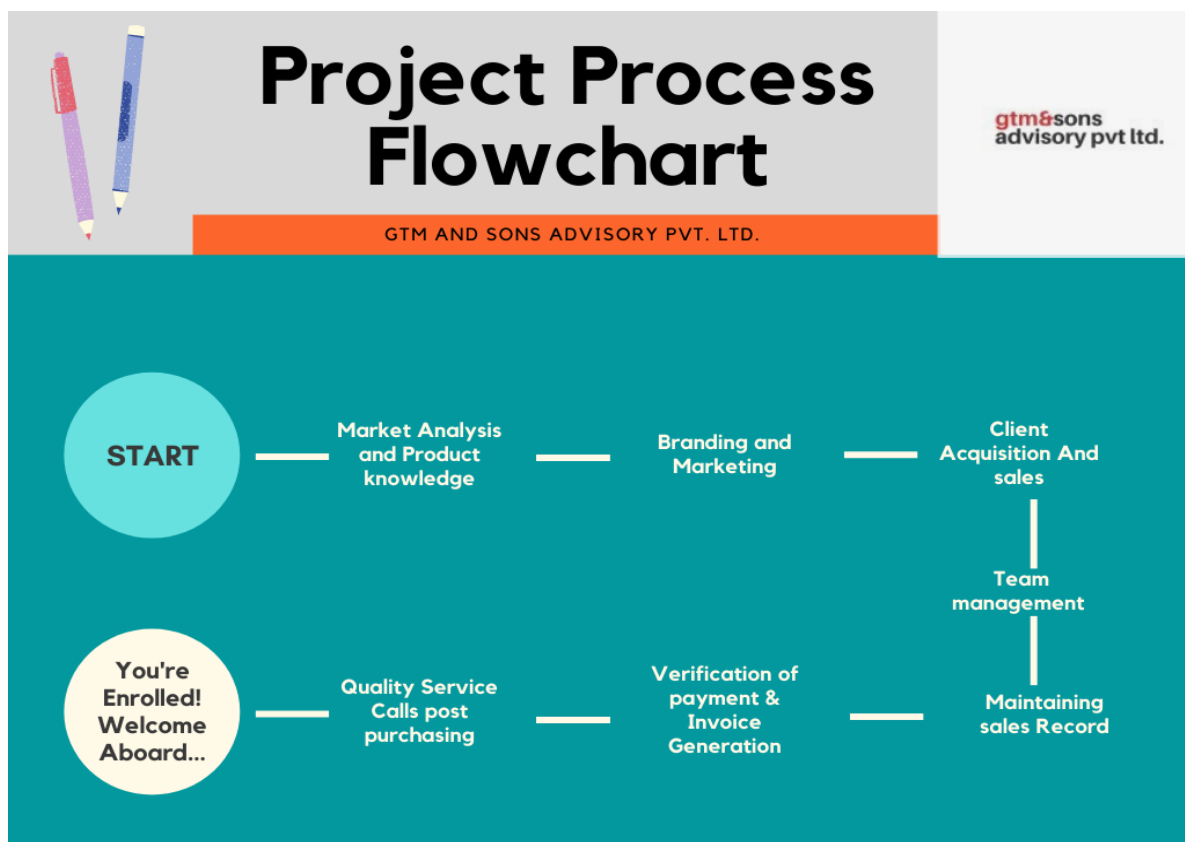 Project Process
Flowchart
gtm&sons
advisory pvt ltd.
GTM AND SONS ADVISORY PVT. LTD.
START
Market Analysis
and Product
knowledge
Branding and
Marketing
Client
Acquisition And
sales
Team
management
Maintaining
sales Record
Verification of
payment &
Invoice
Generation
Quality Service
Calls post
purchasing
You're
Enrolled!
Welcome
Aboard...